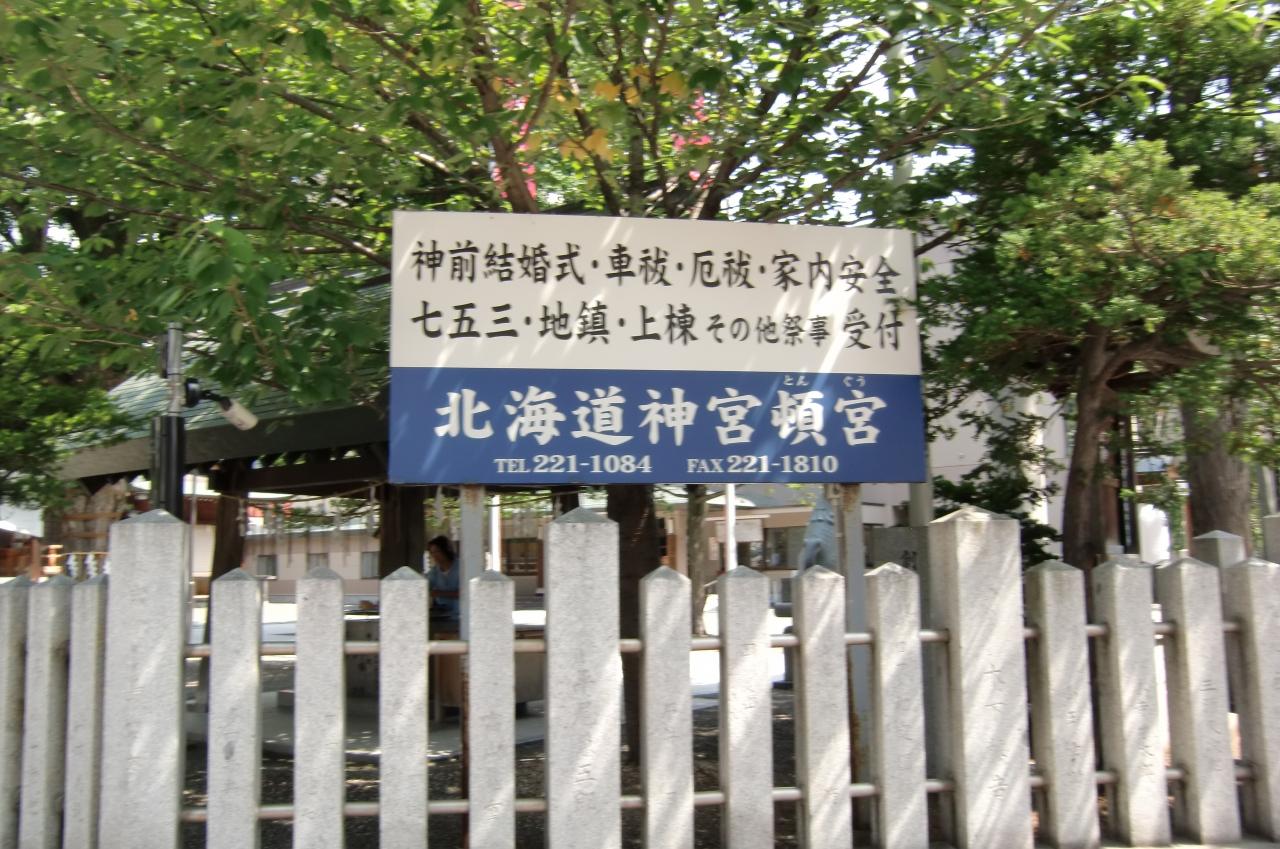 神前結婚式・車祓・厄祓・家内安全
七五三・地鎮・上棟その他祭事受付
とん ぐう
北海道神宮頓宮
TEL 221-1084 FAX 221-1810